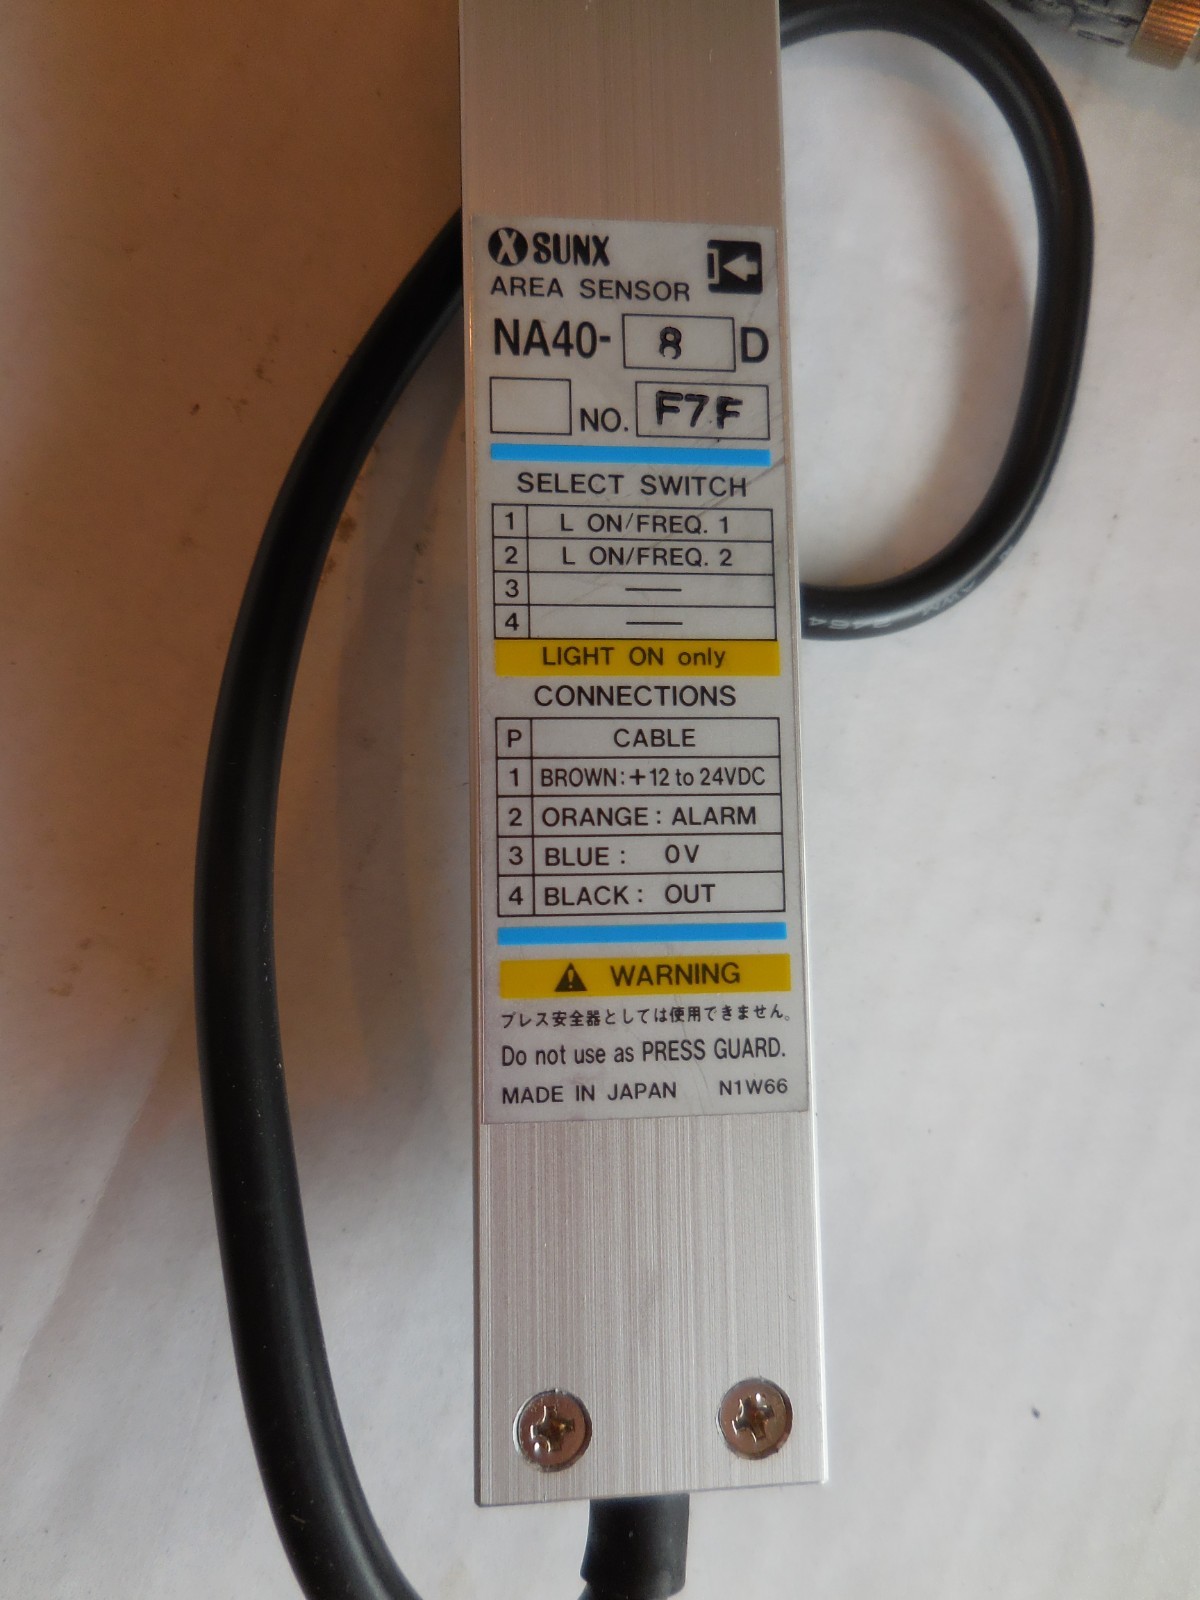 SUNX
AREA SENSOR
NA40- 8 D
NO. F7F
SELECT SWITCH
1 L ON/FREQ. 1
2 L ON/FREQ. 2
3 —
4 —
LIGHT ON only
CONNECTIONS
P CABLE
1 BROWN: +12 to 24VDC
2 ORANGE: ALARM
3 BLUE: 0V
4 BLACK: OUT
WARNING
プレス安全器としては使用できません。
Do not use as PRESS GUARD.
MADE IN JAPAN N1W66
AWM 2464